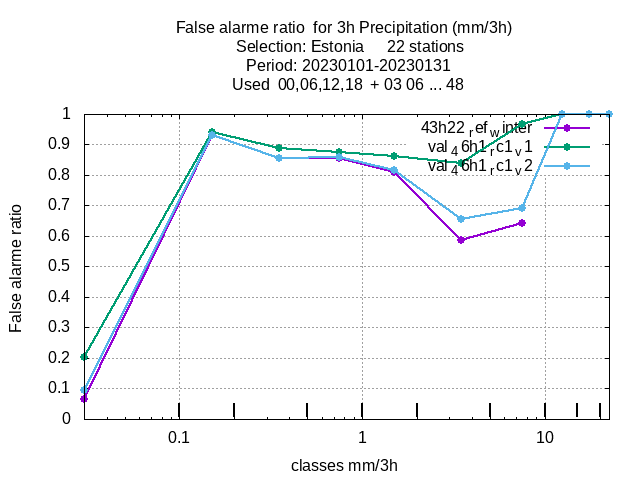 False alarme ratio  for 3h Precipitation (mm/3h)
Selection: Estonia     22 stations
Period: 20230101-20230131
Used  00,06,12,18  + 03 06 ... 48
43h22_ref_winter
val_46h1_rc1_v1
val_46h1_rc1_v2
1
0.9
0.8
0.7
0.6
0.5
0.4
0.3
0.2
0.1
0
False alarme ratio
0.1 1 10
classes mm/3h